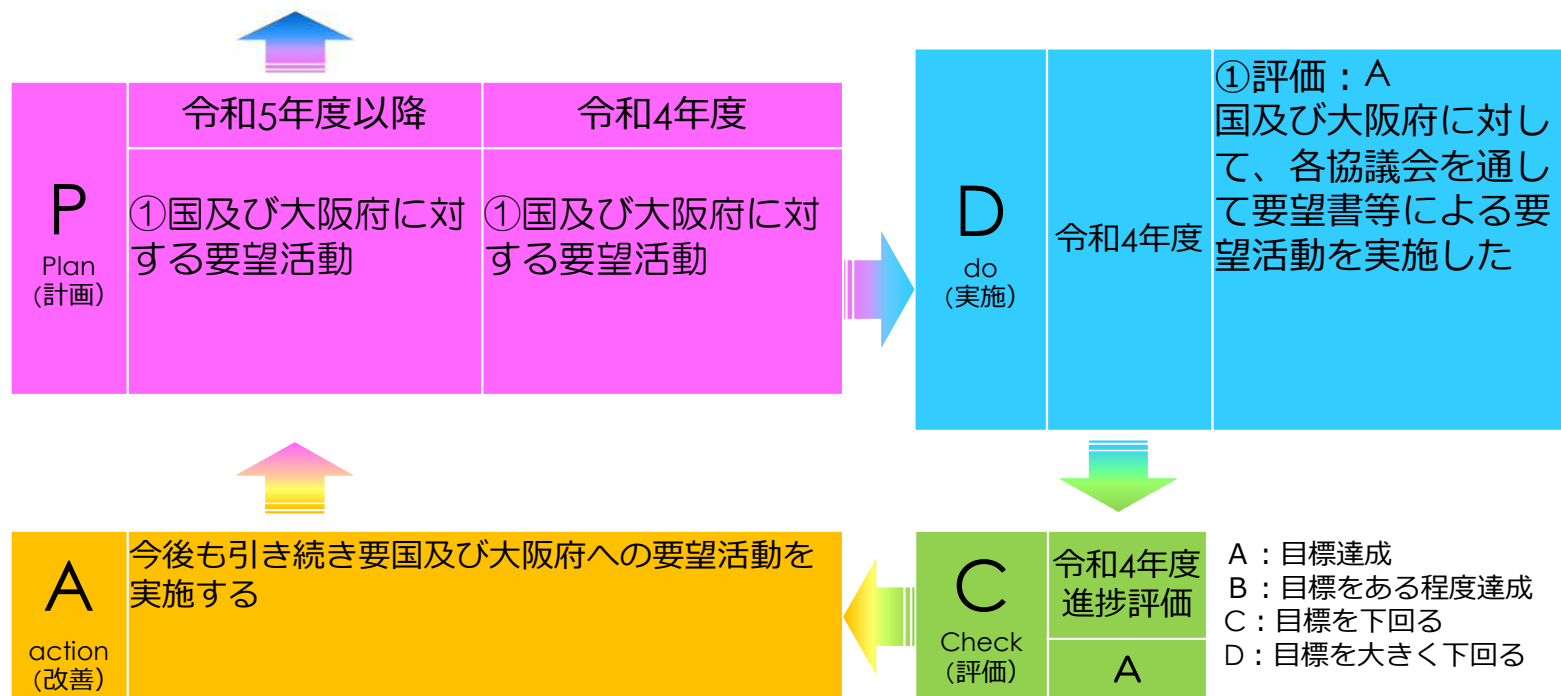 P
Plan
(計画)
令和5年度以降
令和4年度
①国及び大阪府に対
する要望活動
①国及び大阪府に対
する要望活動
D
do
(実施)
令和4年度
①評価：A
国及び大阪府に対し
て、各協議会を通し
て要望書等による要
望活動を実施した
A
action
(改善)
今後も引き続き要国及び大阪府への要望活動を
実施する
C
Check
(評価)
令和4年度
進捗評価
A
A：目標達成
B：目標をある程度達成
C：目標を下回る
D：目標を大きく下回る